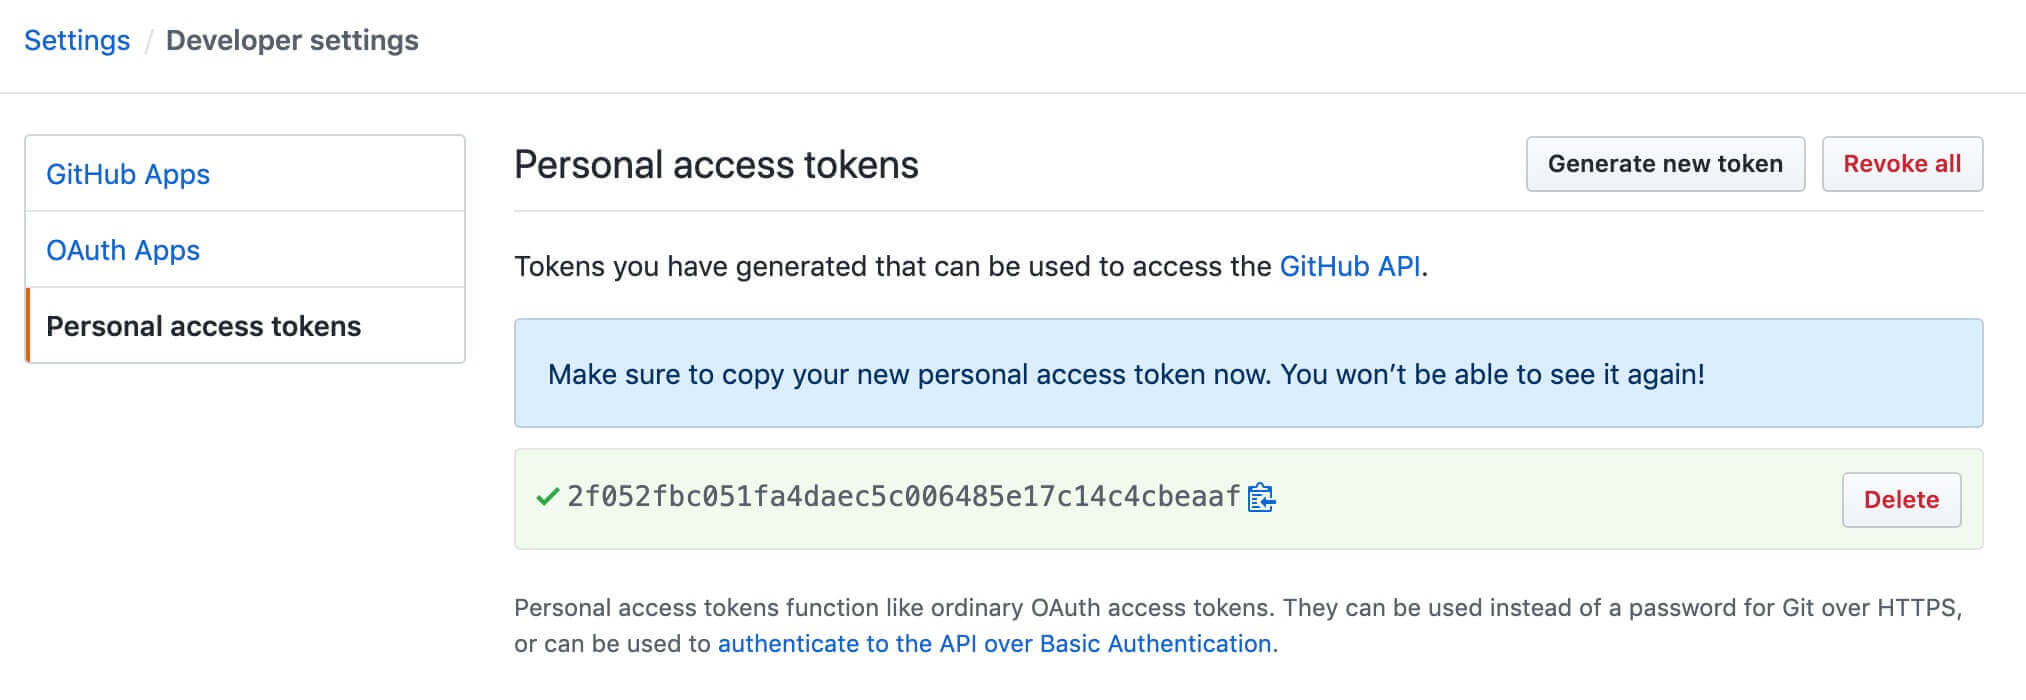 Settings / Developer settings
GitHub Apps
OAuth Apps
Personal access tokens
Personal access tokens
Generate new token
Revoke all
Tokens you have generated that can be used to access the GitHub API.
Make sure to copy your new personal access token now. You won’t be able to see it again!
2f052fbc051fa4daec5c006485e17c14c4cbeaaf
Delete
Personal access tokens function like ordinary OAuth access tokens. They can be used instead of a password for Git over HTTPS,
or can be used to authenticate to the API over Basic Authentication.